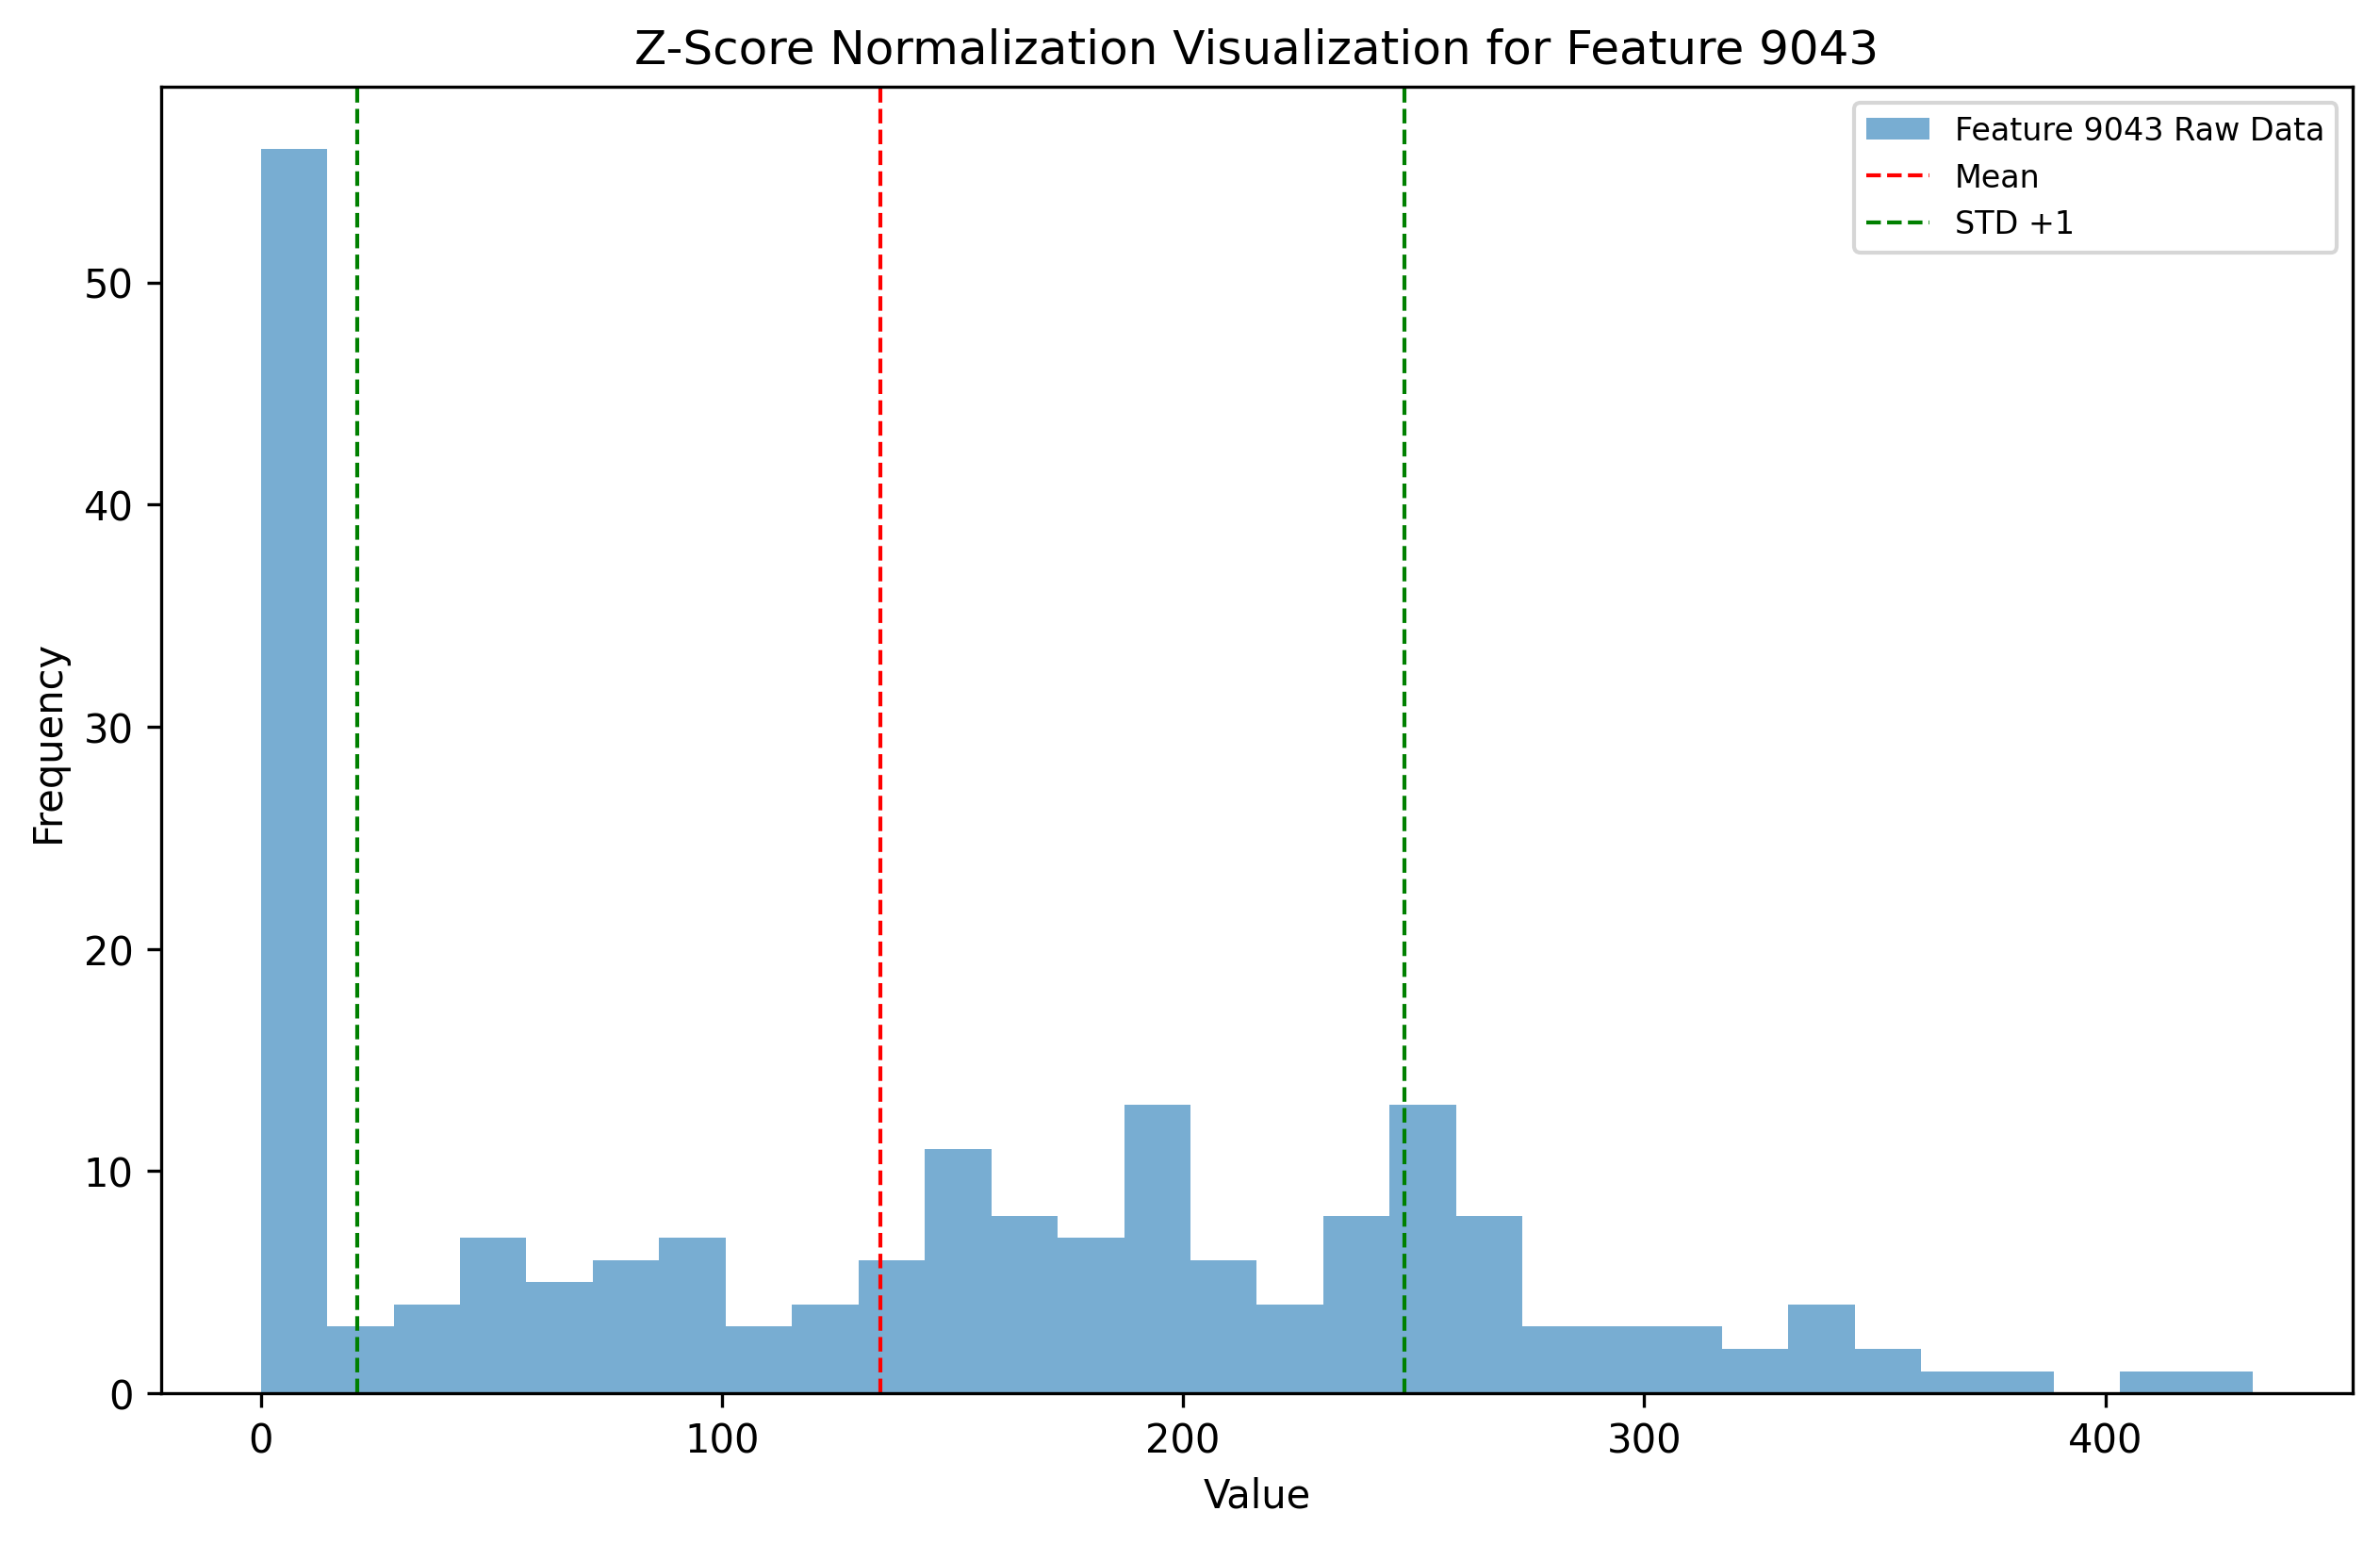 Z-Score Normalization Visualization for Feature 9043
Feature 9043 Raw Data
Mean
STD +1
50
40
30
20
10
0
Frequency
0 100 200 300 400
Value